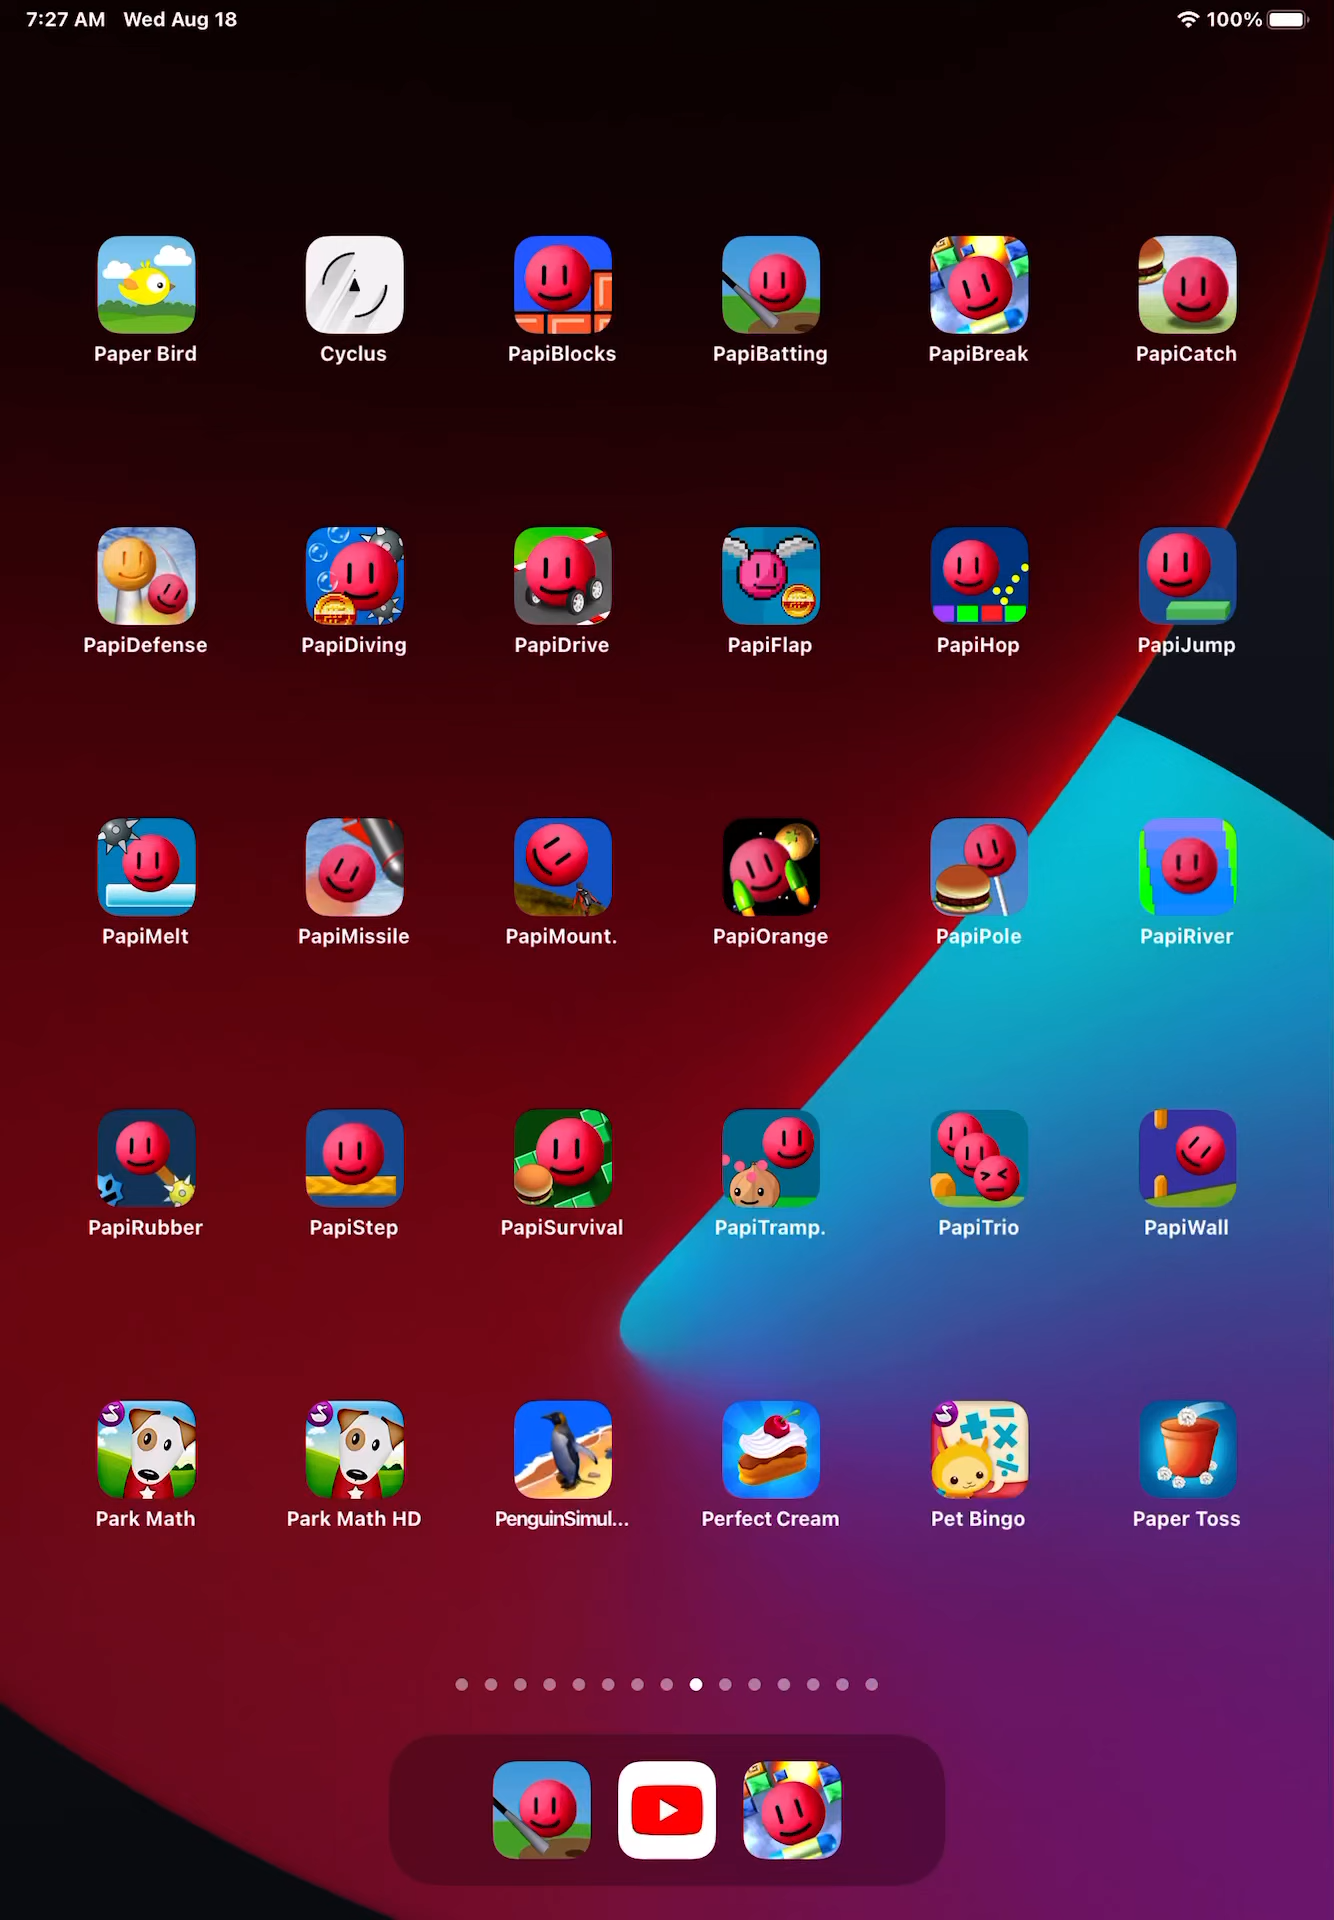 7:27 AM Wed Aug 18 100%
Paper Bird Cyclus PapiBlocks PapiBatting PapiBreak PapiCatch
PapiDefense PapiDiving PapiDrive PapiFlap PapiHop PapiJump
PapiMelt PapiMissile PapiMount. PapiOrange PapiPole PapiRiver
PapiRubber PapiStep PapiSurvival PapiTramp. PapiTrio PapiWall
Park Math Park Math HD PenguinSimul... Perfect Cream Pet Bingo Paper Toss